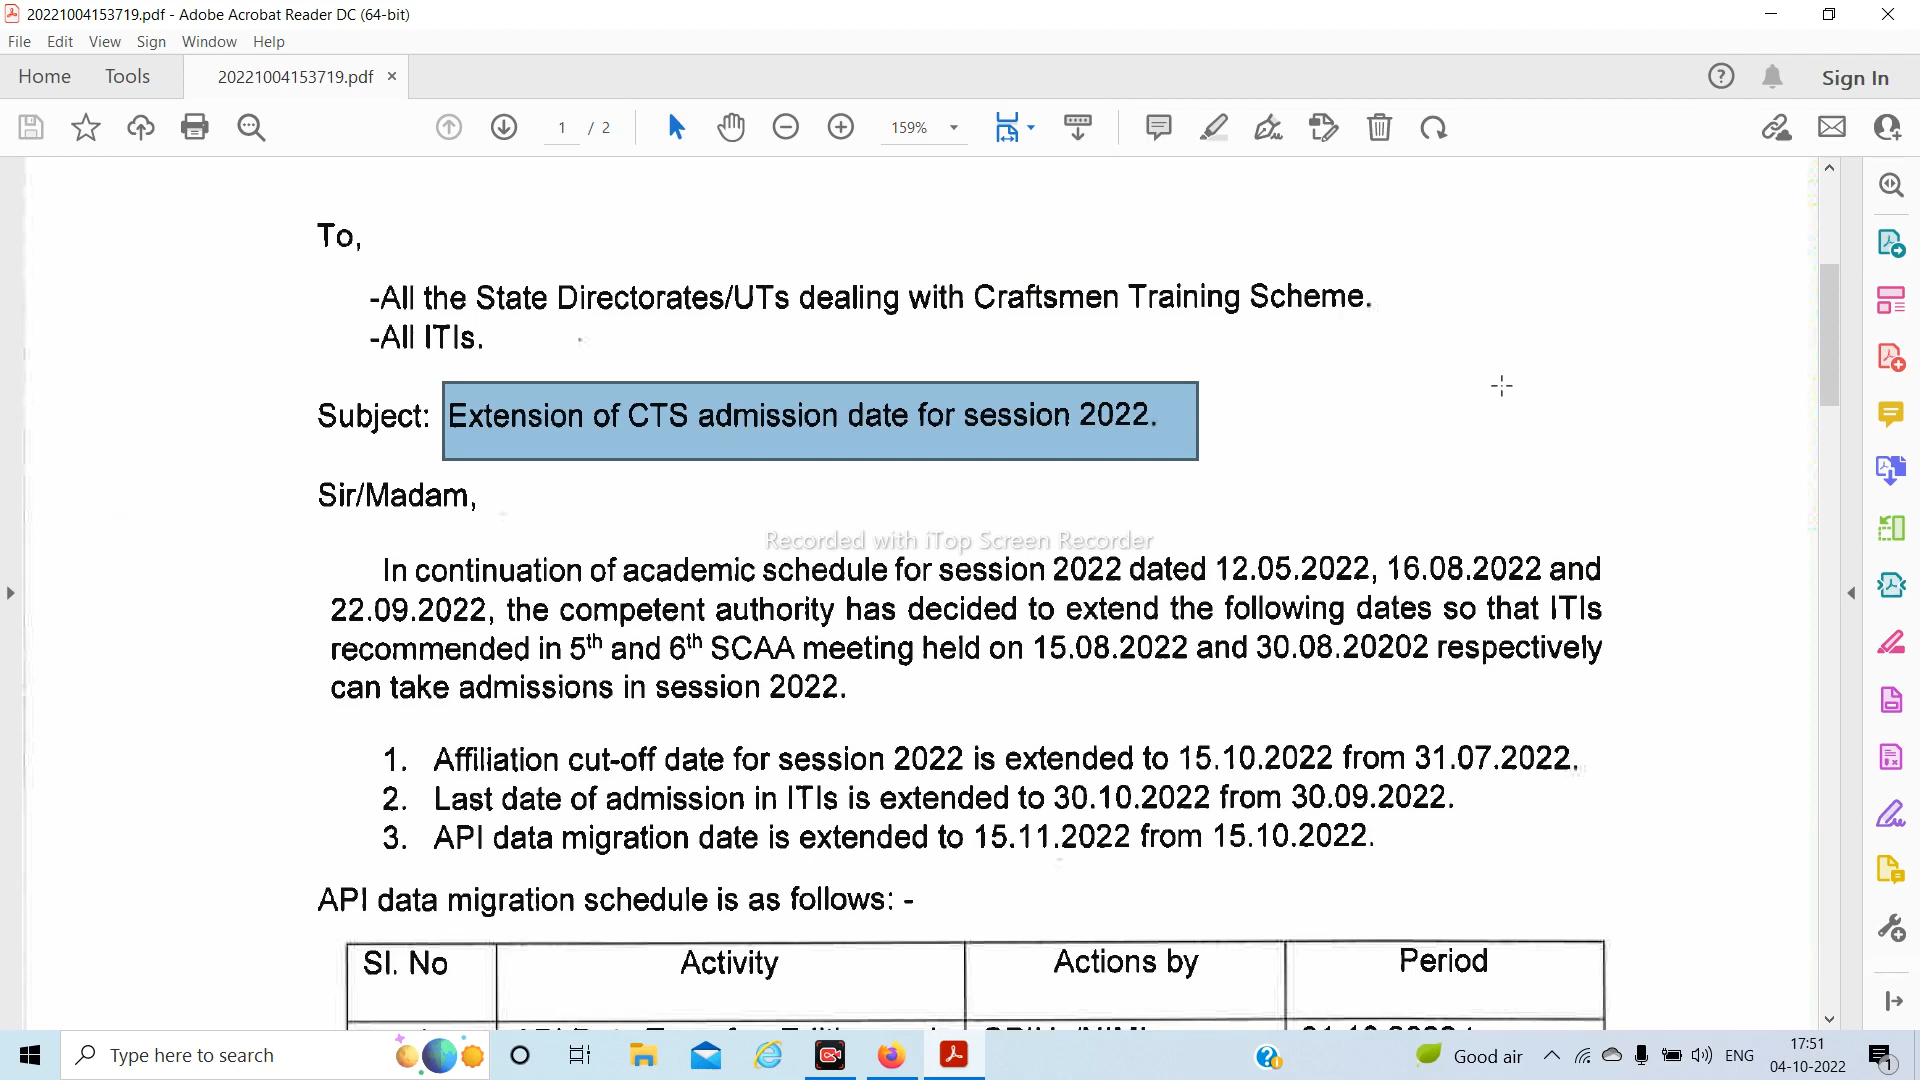 20221004153719.pdf - Adobe Acrobat Reader DC (64-bit)
File Edit View Sign Window Help
Home Tools 20221004153719.pdf × Sign In
1 / 2 159%
To,
-All the State Directorates/UTs dealing with Craftsmen Training Scheme.
-All ITIs.
Subject: Extension of CTS admission date for session 2022.
Sir/Madam,
Recorded with iTop Screen Recorder
In continuation of academic schedule for session 2022 dated 12.05.2022, 16.08.2022 and
22.09.2022, the competent authority has decided to extend the following dates so that ITIs
recommended in 5th and 6th SCAA meeting held on 15.08.2022 and 30.08.20202 respectively
can take admissions in session 2022.
1. Affiliation cut-off date for session 2022 is extended to 15.10.2022 from 31.07.2022.
2. Last date of admission in ITIs is extended to 30.10.2022 from 30.09.2022.
3. API data migration date is extended to 15.11.2022 from 15.10.2022.
API data migration schedule is as follows: -
Sl. No Activity Actions by Period
Type here to search Good air ENG 17:51
04-10-2022 1